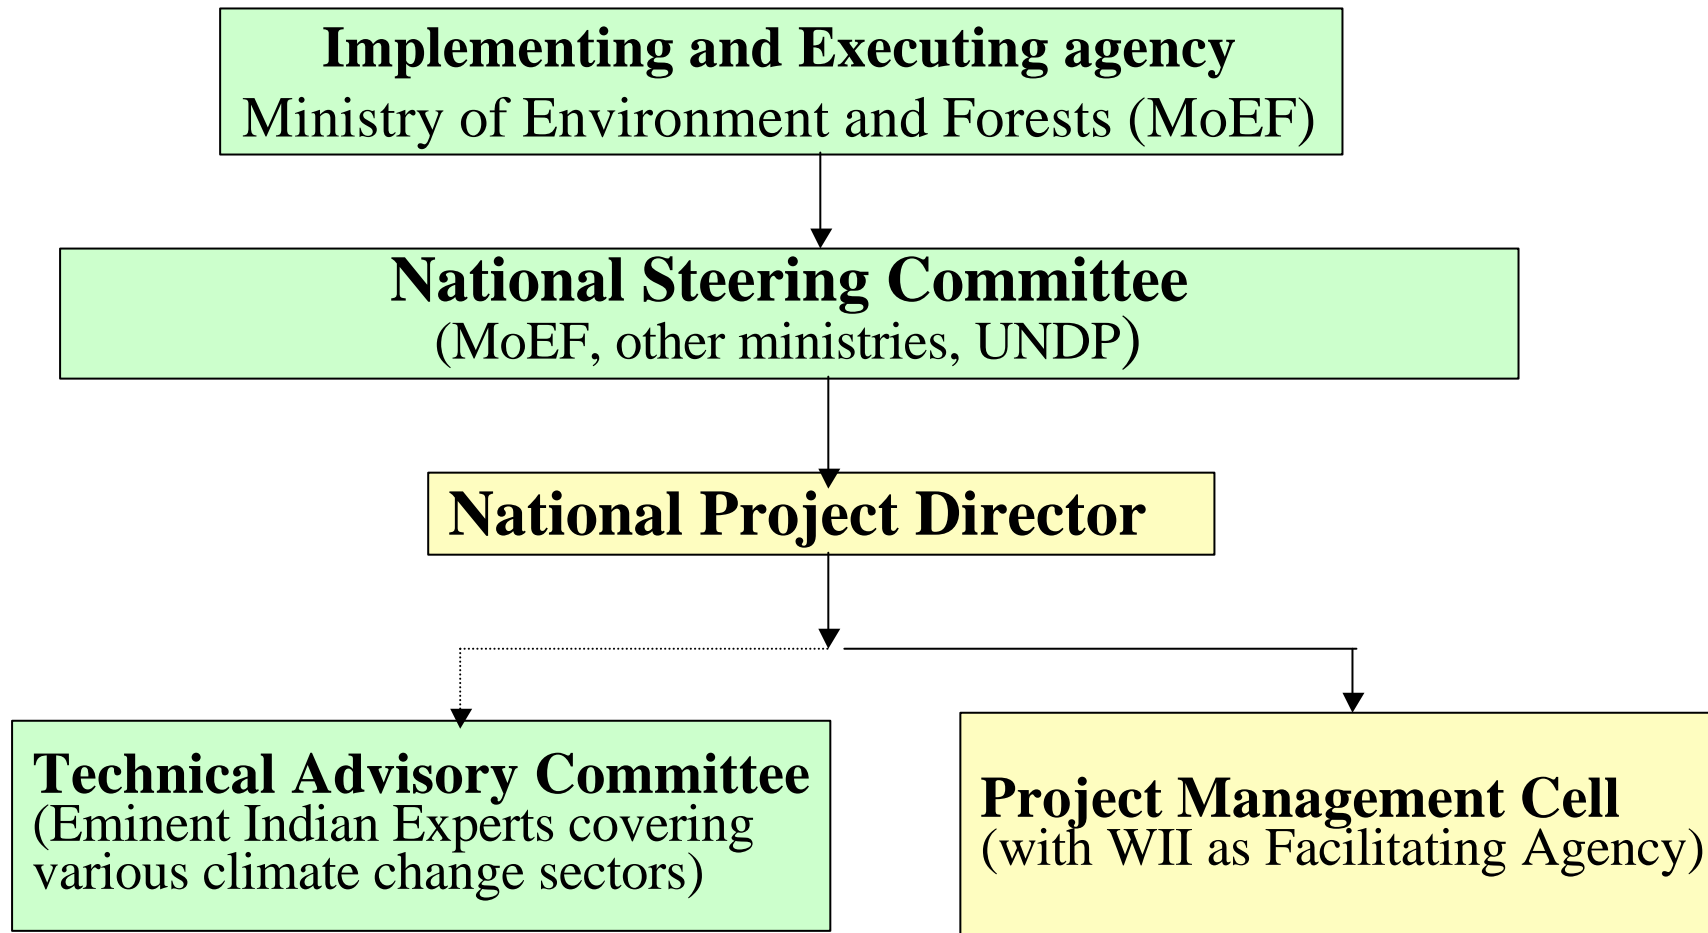 Implementing and Executing agency
Ministry of Environment and Forests (MoEF)
National Steering Committee
(MoEF, other ministries, UNDP)
National Project Director
Technical Advisory Committee
(Eminent Indian Experts covering
various climate change sectors)
Project Management Cell
(with WII as Facilitating Agency)